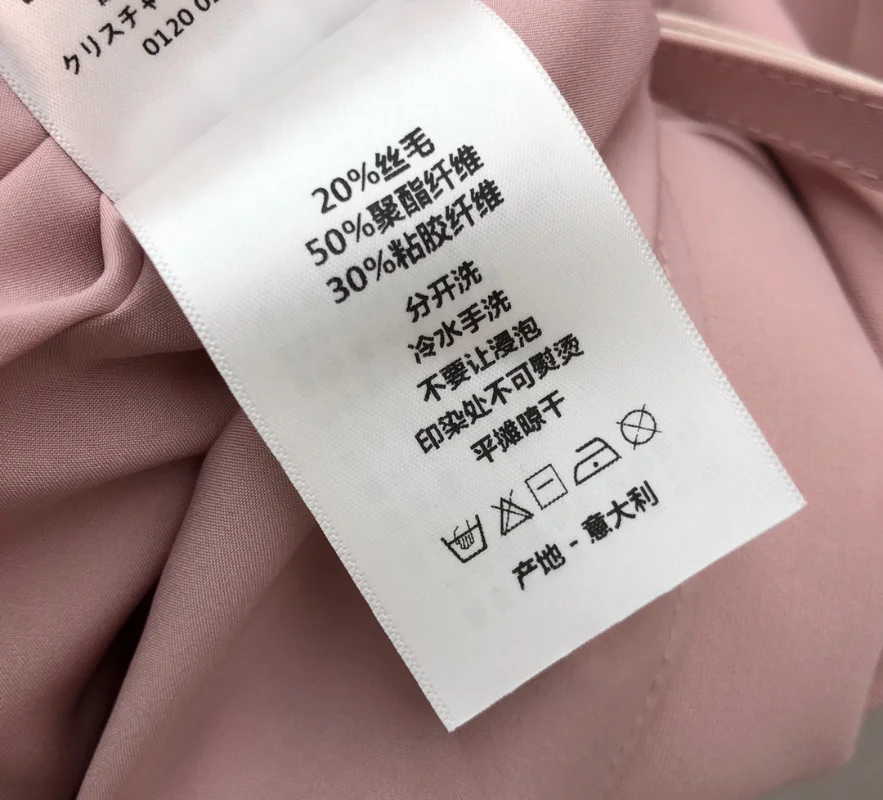 クリスチャ
0120 0
20%丝毛
50%聚酯纤维
30%粘胶纤维
分开洗
冷水手洗
不要让浸泡
印染处不可熨烫
平摊晾干
产地 - 意大利